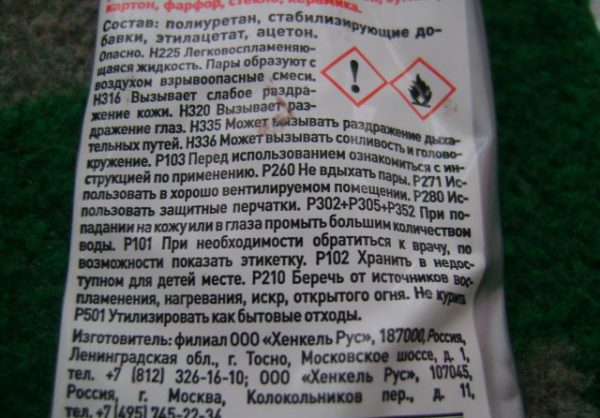 картон, фарфор, стекло, керамика.
Состав: полиуретан, стабилизирующие до-
бавки, этилацетат, ацетон.
Опасно. H225 Легковоспламеняю-
щаяся жидкость. Пары образуют с
воздухом взрывоопасные смеси.
H316 Вызывает слабое раздра-
жение кожи. H320 Вызывает раз-
дражение глаз. H335 Может вызывать раздражение дыха-
тельных путей. H336 Может вызывать сонливость и голово-
кружение. P103 Перед использованием ознакомиться с ин-
струкцией по применению. P260 Не вдыхать пары. P271 Ис-
пользовать в хорошо вентилируемом помещении. P280 Ис-
пользовать защитные перчатки. P302+P305+P352 При по-
падании на кожу или в глаза промыть большим количеством
воды. P101 При необходимости обратиться к врачу, по
возможности показать этикетку. P102 Хранить в недос-
тупном для детей месте. P210 Беречь от источников вос-
пламенения, нагревания, искр, открытого огня. Не курить
P501 Утилизировать как бытовые отходы.
Изготовитель: филиал ООО «Хенкель Рус», 187000, Россия,
Ленинградская обл., г. Тосно, Московское шоссе, д. 1,
тел. +7 (812) 326-16-10; ООО «Хенкель Рус», 107045,
Россия, г. Москва, Колокольников пер., д. 11,
тел. +7 (495) 745-22-34